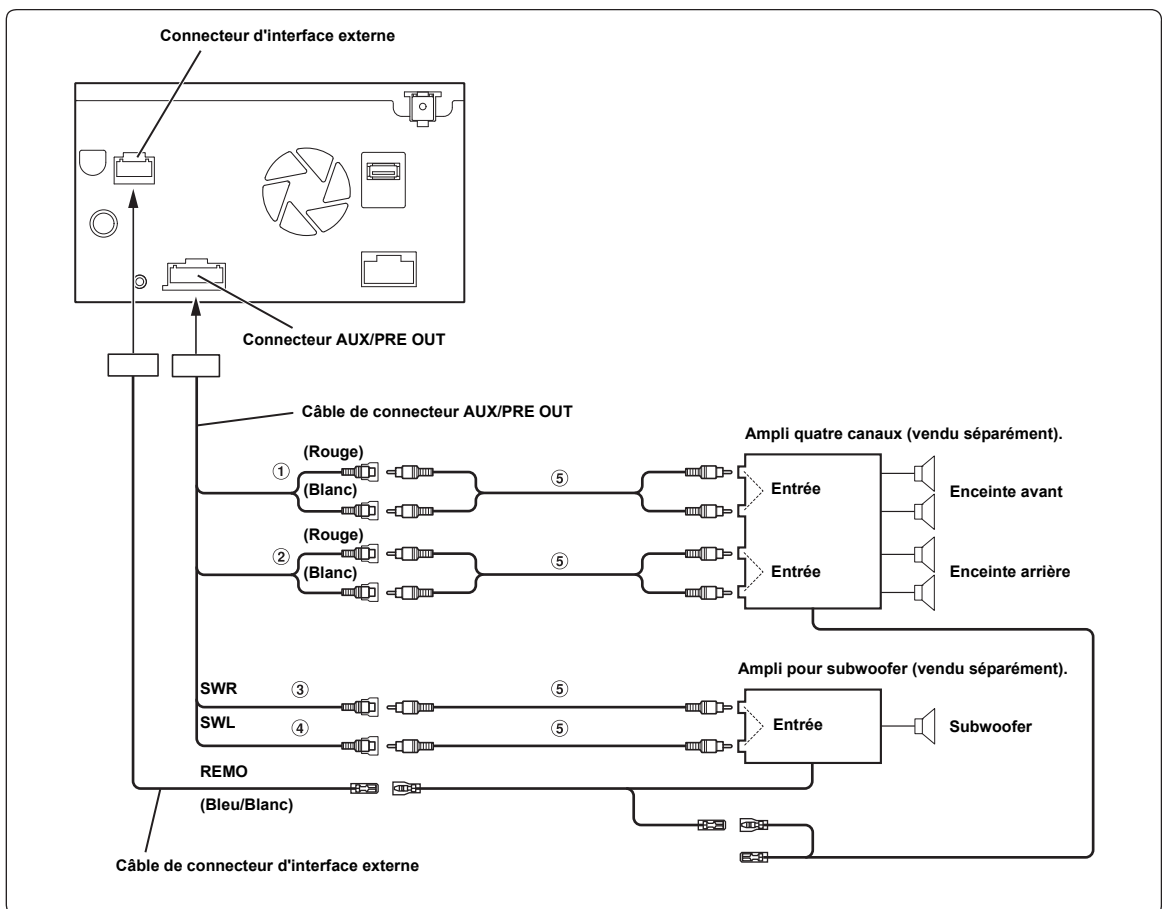 Connecteur d'interface externe
Connecteur AUX/PRE OUT
Câble de connecteur AUX/PRE OUT
Ampli quatre canaux (vendu séparément).
(Rouge)
① ⑤
(Blanc)
Entrée
Enceinte avant
(Rouge)
② ⑤
(Blanc)
Entrée
Enceinte arrière
Ampli pour subwoofer (vendu séparément).
SWR ③ ⑤
SWL ④ ⑤
Entrée
Subwoofer
REMO
(Bleu/Blanc)
Câble de connecteur d'interface externe